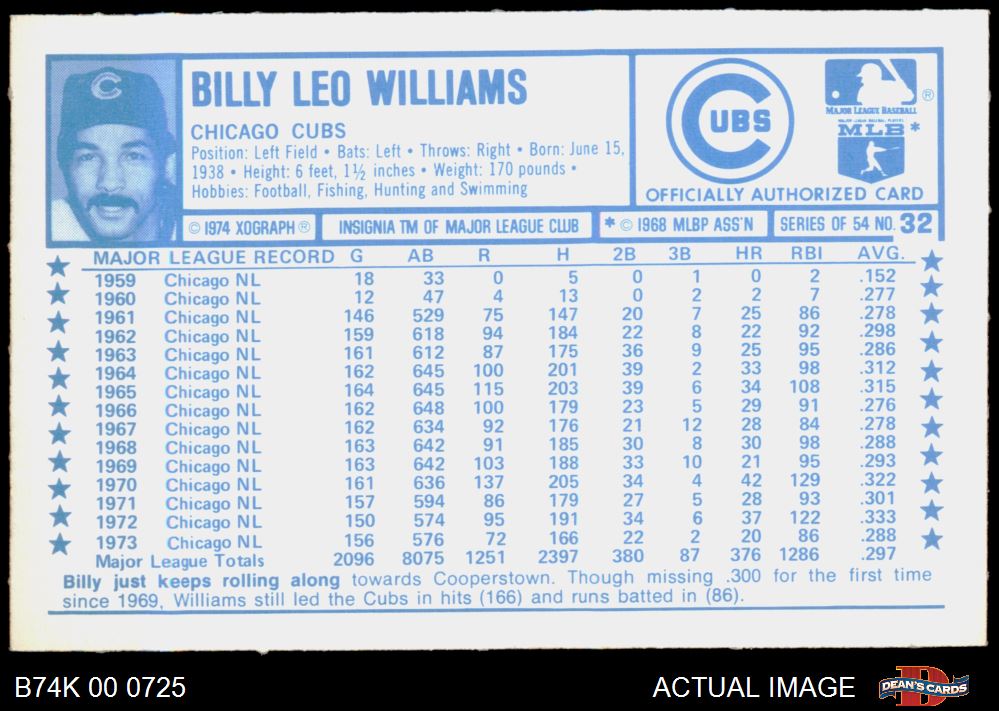 C
BILLY LEO WILLIAMS
CHICAGO CUBS
Position: Left Field • Bats: Left • Throws: Right • Born: June 15,
1938 • Height: 6 feet, 1½ inches • Weight: 170 pounds •
Hobbies: Football, Fishing, Hunting and Swimming
CUBS
MAJOR LEAGUE BASEBALL ®
MAJOR LEAGUE BASEBALL PLAYERS
MLB *
OFFICIALLY AUTHORIZED CARD
© 1974 XOGRAPH ® INSIGNIA TM OF MAJOR LEAGUE CLUB * © 1968 MLBP ASS'N SERIES OF 54 NO. 32
MAJOR LEAGUE RECORD G AB R H 2B 3B HR RBI AVG.
1959 Chicago NL 18 33 0 5 0 1 0 2 .152
1960 Chicago NL 12 47 4 13 0 2 2 7 .277
1961 Chicago NL 146 529 75 147 20 7 25 86 .278
1962 Chicago NL 159 618 94 184 22 8 22 92 .298
1963 Chicago NL 161 612 87 175 36 9 25 95 .286
1964 Chicago NL 162 645 100 201 39 2 33 98 .312
1965 Chicago NL 164 645 115 203 39 6 34 108 .315
1966 Chicago NL 162 648 100 179 23 5 29 91 .276
1967 Chicago NL 162 634 92 176 21 12 28 84 .278
1968 Chicago NL 163 642 91 185 30 8 30 98 .288
1969 Chicago NL 163 642 103 188 33 10 21 95 .293
1970 Chicago NL 161 636 137 205 34 4 42 129 .322
1971 Chicago NL 157 594 86 179 27 5 28 93 .301
1972 Chicago NL 150 574 95 191 34 6 37 122 .333
1973 Chicago NL 156 576 72 166 22 2 20 86 .288
Major League Totals 2096 8075 1251 2397 380 87 376 1286 .297
Billy just keeps rolling along towards Cooperstown. Though missing .300 for the first time
since 1969, Williams still led the Cubs in hits (166) and runs batted in (86).
B74K 00 0725 ACTUAL IMAGE D DEAN'S CARDS